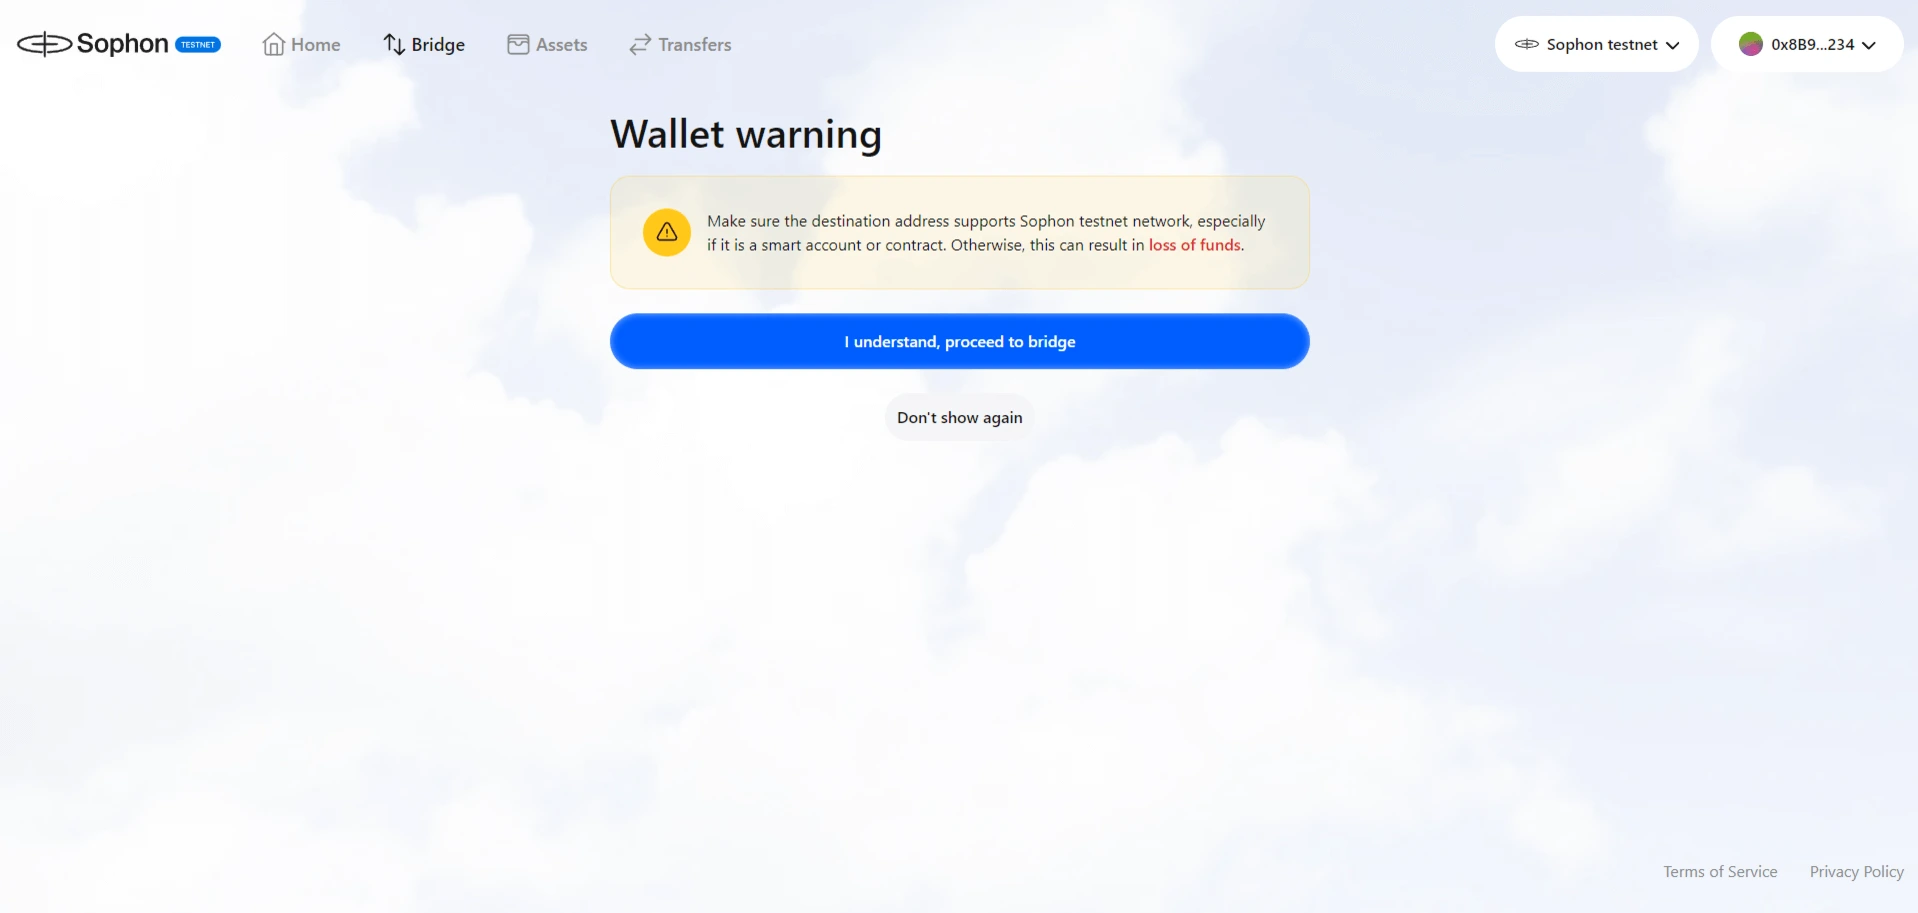 Sophon TESTNET
Home
Bridge
Assets
Transfers
Sophon testnet
0x8B9...234
Wallet warning
Make sure the destination address supports Sophon testnet network, especially
if it is a smart account or contract. Otherwise, this can result in loss of funds.
I understand, proceed to bridge
Don't show again
Terms of Service
Privacy Policy